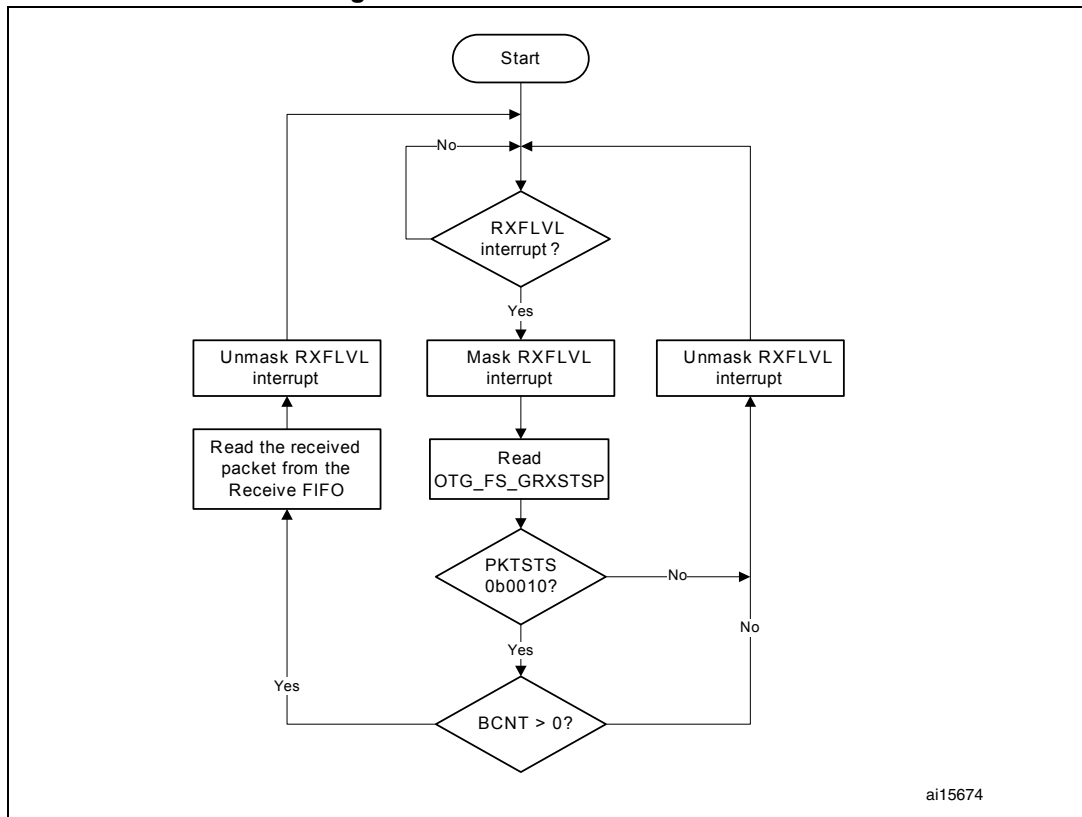 Start
No
RXFLVL
interrupt ?
Yes
Unmask RXFLVL
interrupt
Mask RXFLVL
interrupt
Unmask RXFLVL
interrupt
Read the received
packet from the
Receive FIFO
Read
OTG_FS_GRXSTSP
PKTSTS
0b0010?
No
No
Yes
Yes
BCNT > 0?
ai15674